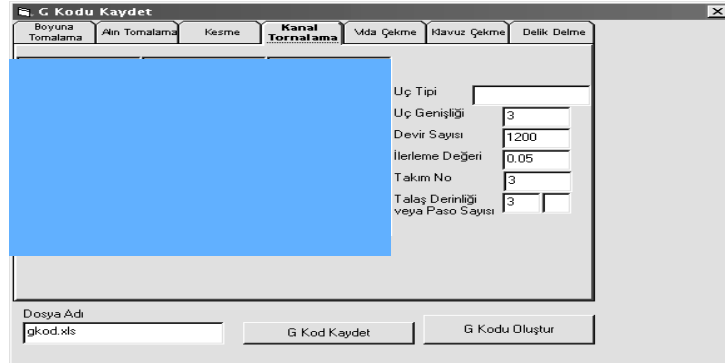 G Kodu Kaydet
Boyuna Tornalama
Alın Tornalama
Kesme
Kanal Tornalama
Vida Çekme
Klavuz Çekme
Delik Delme
Uç Tipi
Uç Genişliği 3
Devir Sayısı 1200
İlerleme Değeri 0.05
Takım No 3
Talaş Derinliği 3
veya Paso Sayısı
Dosya Adı
gkod.xls
G Kod Kaydet
G Kodu Oluştur